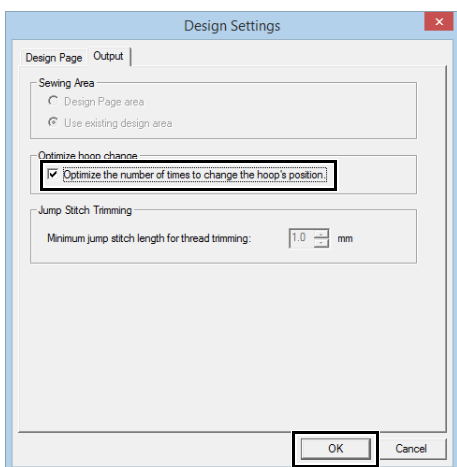 Design Settings
Design Page Output
Sewing Area
Design Page area
Use existing design area
Optimize hoop change
Optimize the number of times to change the hoop's position.
Jump Stitch Trimming
Minimum jump stitch length for thread trimming: 1.0 mm
OK Cancel